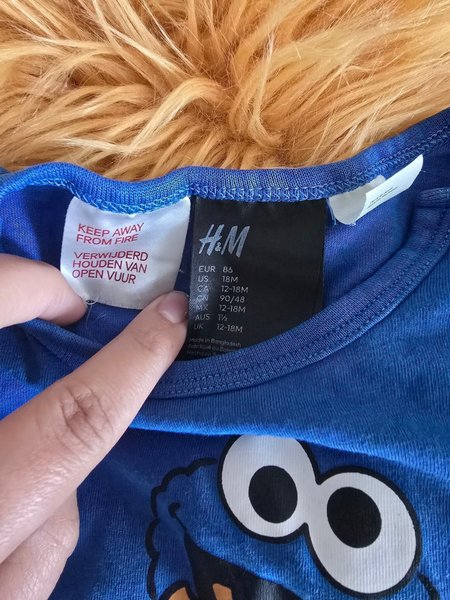 KEEP AWAY
FROM FIRE
VERWIJDERD
HOUDEN VAN
OPEN VUUR
H&M
EUR 86
US 18M
CA 12-18M
CN 90/48
MX 12-18M
AUS 1½
UK 12-18M
Made in Bangladesh